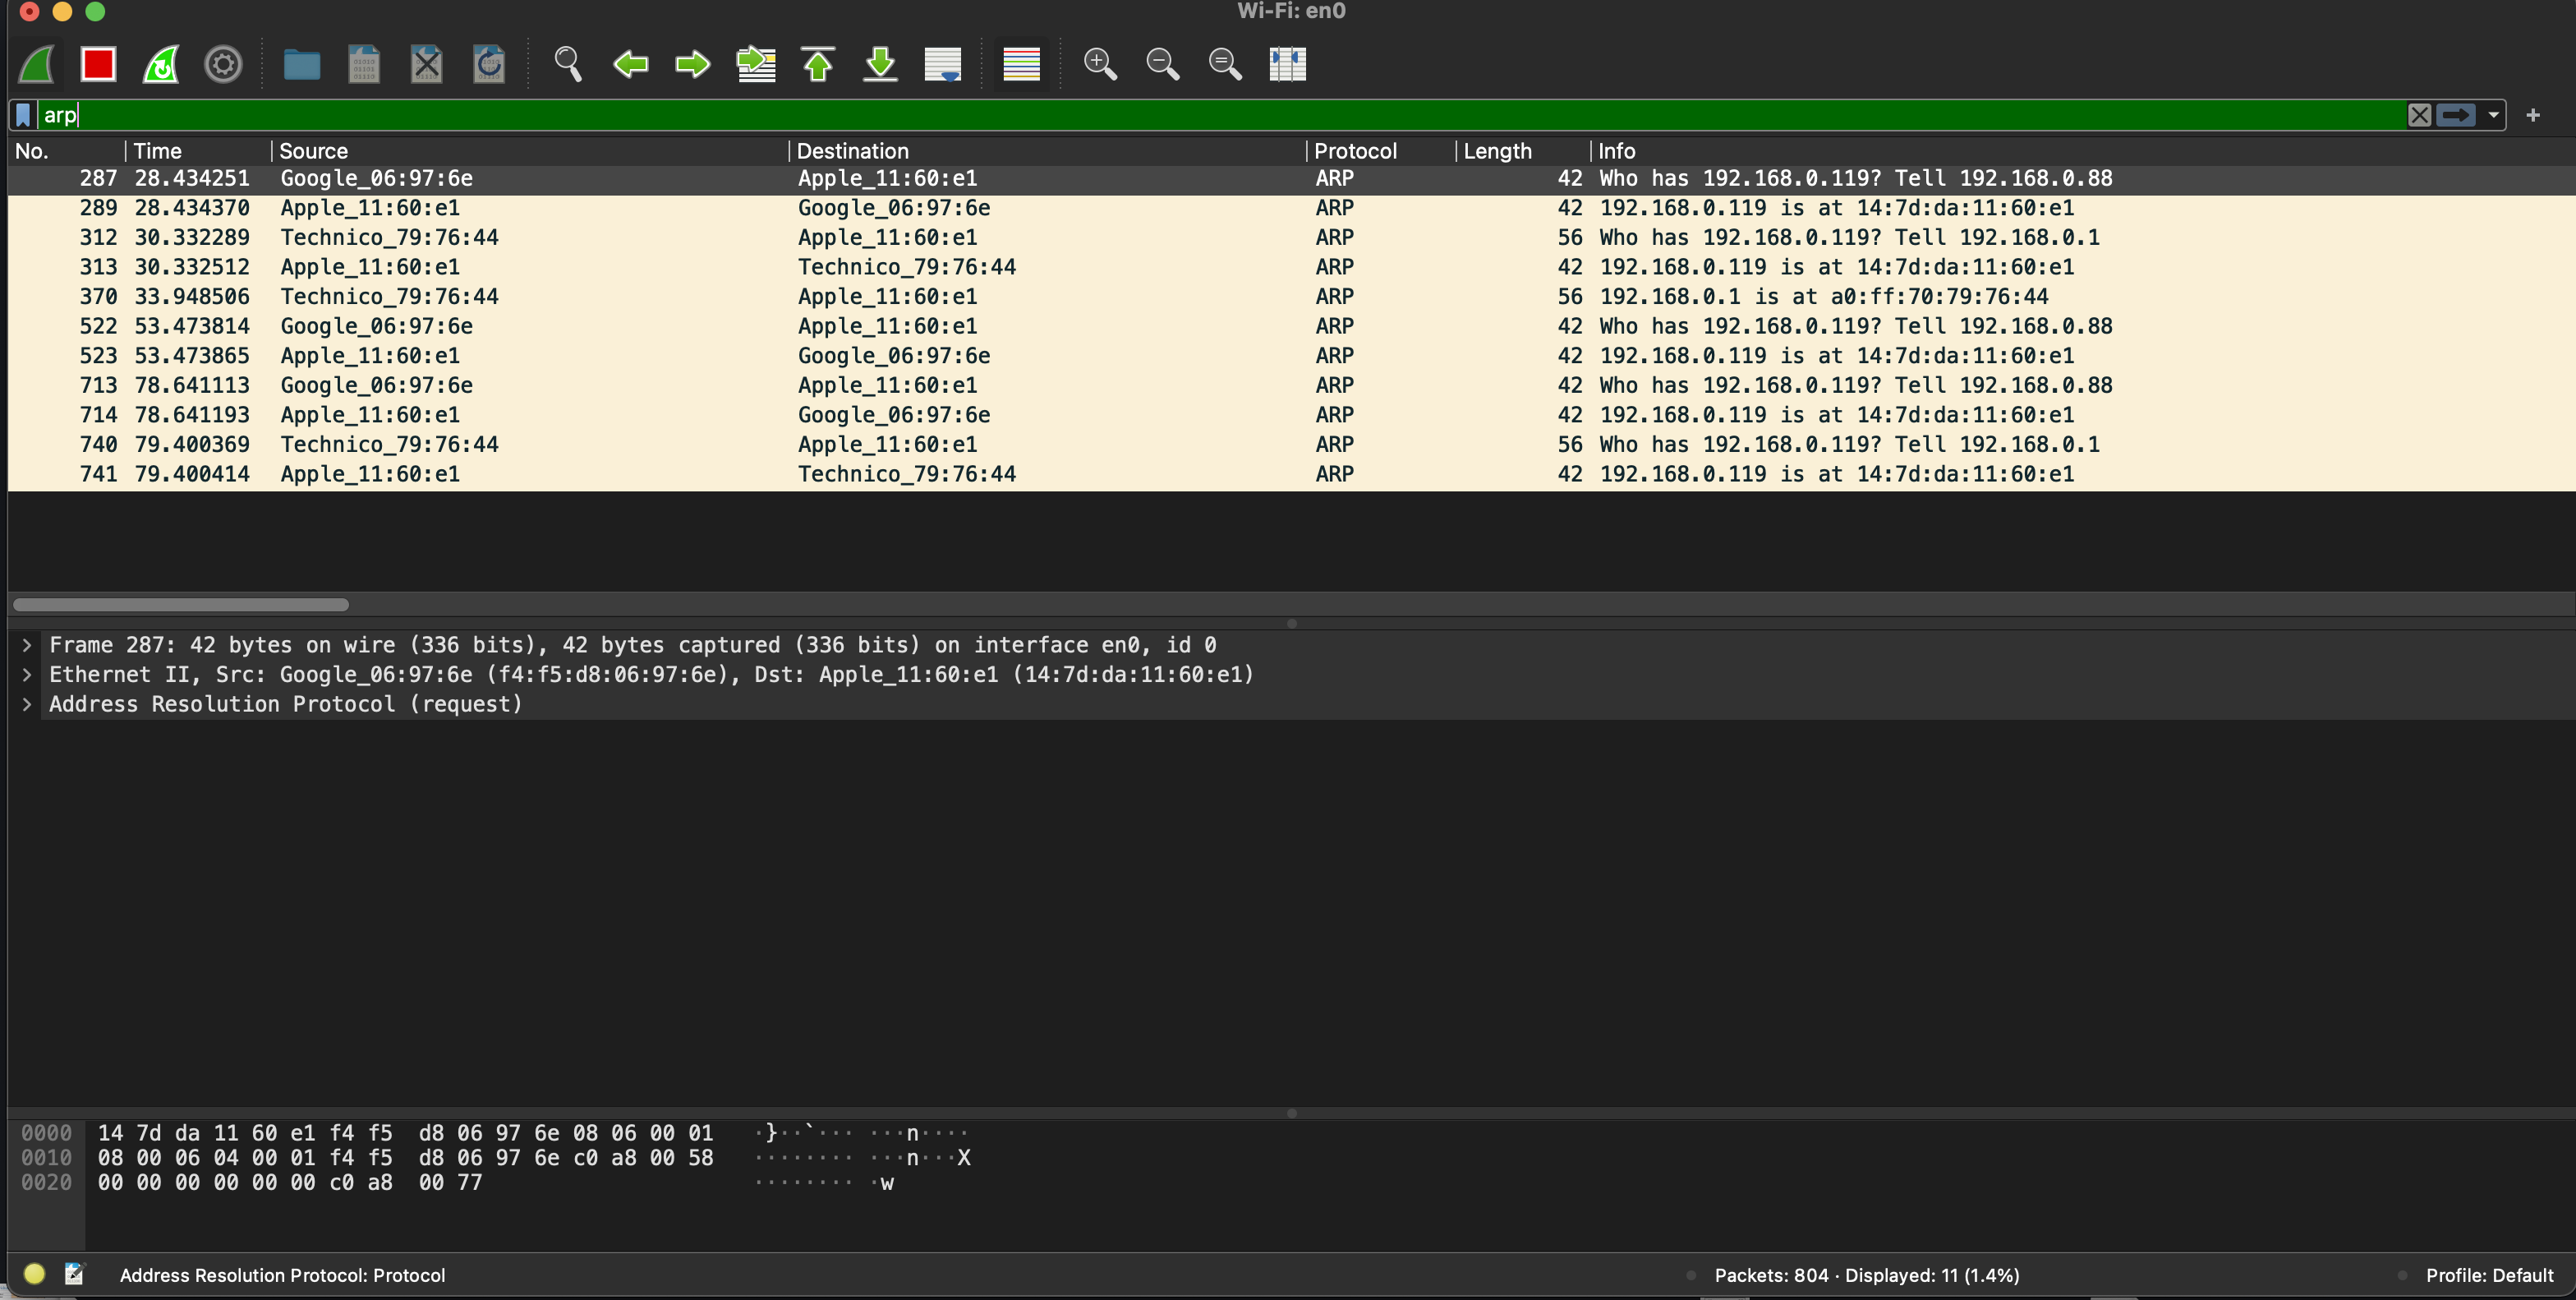 Wi-Fi: en0
arp
No. Time Source Destination Protocol Length Info
287 28.434251 Google_06:97:6e Apple_11:60:e1 ARP 42 Who has 192.168.0.119? Tell 192.168.0.88
289 28.434370 Apple_11:60:e1 Google_06:97:6e ARP 42 192.168.0.119 is at 14:7d:da:11:60:e1
312 30.332289 Technico_79:76:44 Apple_11:60:e1 ARP 56 Who has 192.168.0.119? Tell 192.168.0.1
313 30.332512 Apple_11:60:e1 Technico_79:76:44 ARP 42 192.168.0.119 is at 14:7d:da:11:60:e1
370 33.948506 Technico_79:76:44 Apple_11:60:e1 ARP 56 192.168.0.1 is at a0:ff:70:79:76:44
522 53.473814 Google_06:97:6e Apple_11:60:e1 ARP 42 Who has 192.168.0.119? Tell 192.168.0.88
523 53.473865 Apple_11:60:e1 Google_06:97:6e ARP 42 192.168.0.119 is at 14:7d:da:11:60:e1
713 78.641113 Google_06:97:6e Apple_11:60:e1 ARP 42 Who has 192.168.0.119? Tell 192.168.0.88
714 78.641193 Apple_11:60:e1 Google_06:97:6e ARP 42 192.168.0.119 is at 14:7d:da:11:60:e1
740 79.400369 Technico_79:76:44 Apple_11:60:e1 ARP 56 Who has 192.168.0.119? Tell 192.168.0.1
741 79.400414 Apple_11:60:e1 Technico_79:76:44 ARP 42 192.168.0.119 is at 14:7d:da:11:60:e1
Frame 287: 42 bytes on wire (336 bits), 42 bytes captured (336 bits) on interface en0, id 0
Ethernet II, Src: Google_06:97:6e (f4:f5:d8:06:97:6e), Dst: Apple_11:60:e1 (14:7d:da:11:60:e1)
Address Resolution Protocol (request)
0000 14 7d da 11 60 e1 f4 f5 d8 06 97 6e 08 06 00 01 ·}··`··· ···n····
0010 08 00 06 04 00 01 f4 f5 d8 06 97 6e c0 a8 00 58 ········ ···n···X
0020 00 00 00 00 00 00 c0 a8 00 77 ········ ·w
Address Resolution Protocol: Protocol Packets: 804 · Displayed: 11 (1.4%) Profile: Default